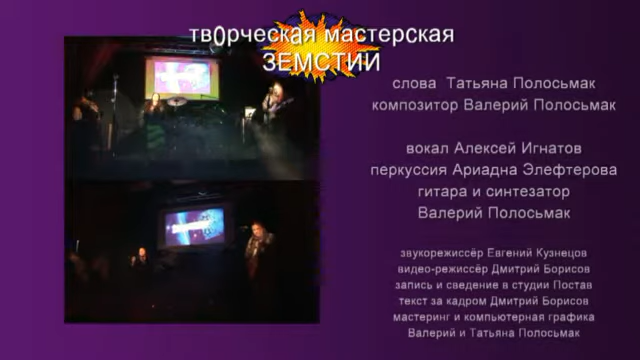 творческая мастерская
ЗЕМСТИИ
слова Татьяна Полосьмак
композитор Валерий Полосьмак
вокал Алексей Игнатов
перкуссия Ариадна Элефтерова
гитара и синтезатор
Валерий Полосьмак
звукорежиссёр Евгений Кузнецов
видео-режиссёр Дмитрий Борисов
запись и сведение в студии Постав
текст за кадром Дмитрий Борисов
мастеринг и компьютерная графика
Валерий и Татьяна Полосьмак